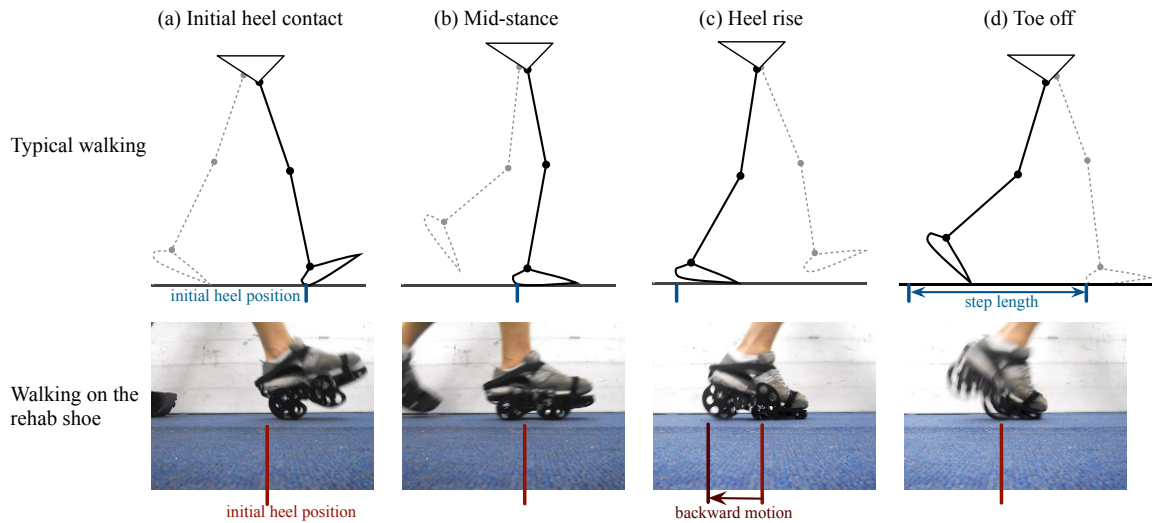 (a) Initial heel contact
(b) Mid-stance
(c) Heel rise
(d) Toe off
Typical walking
initial heel position
step length
Walking on the
rehab shoe
initial heel position
backward motion